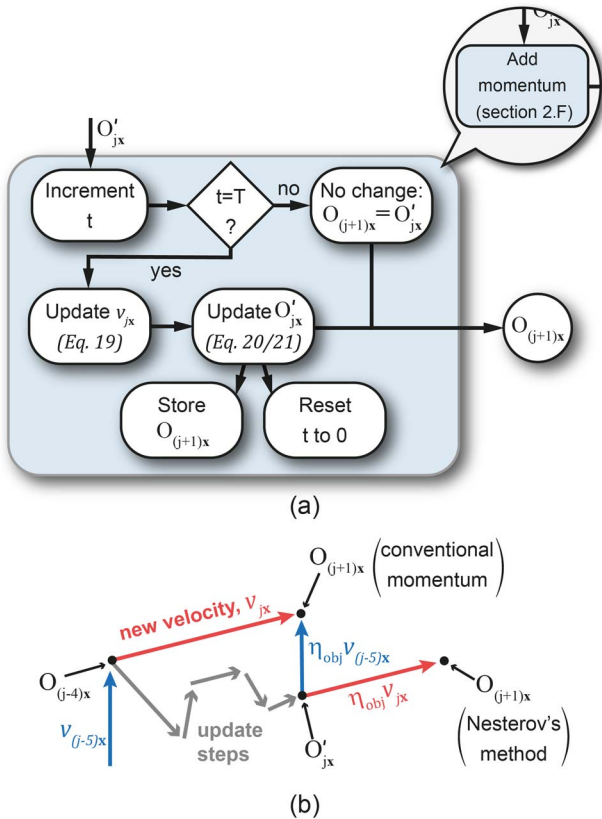 O′jx
Add
momentum
(section 2.F)
O′jx
Increment
t
t=T
?
no
No change:
O(j+1)x = O′jx
yes
Update vjx
(Eq. 19)
Update O′jx
(Eq. 20/21)
O(j+1)x
Store
O(j+1)x
Reset
t to 0
(a)
O(j+1)x (conventional
momentum)
new velocity, vjx
ηobjv(j-5)x
O(j-4)x
v(j-5)x
update
steps
ηobjvjx
O(j+1)x
O′jx
(Nesterov's
method)
(b)